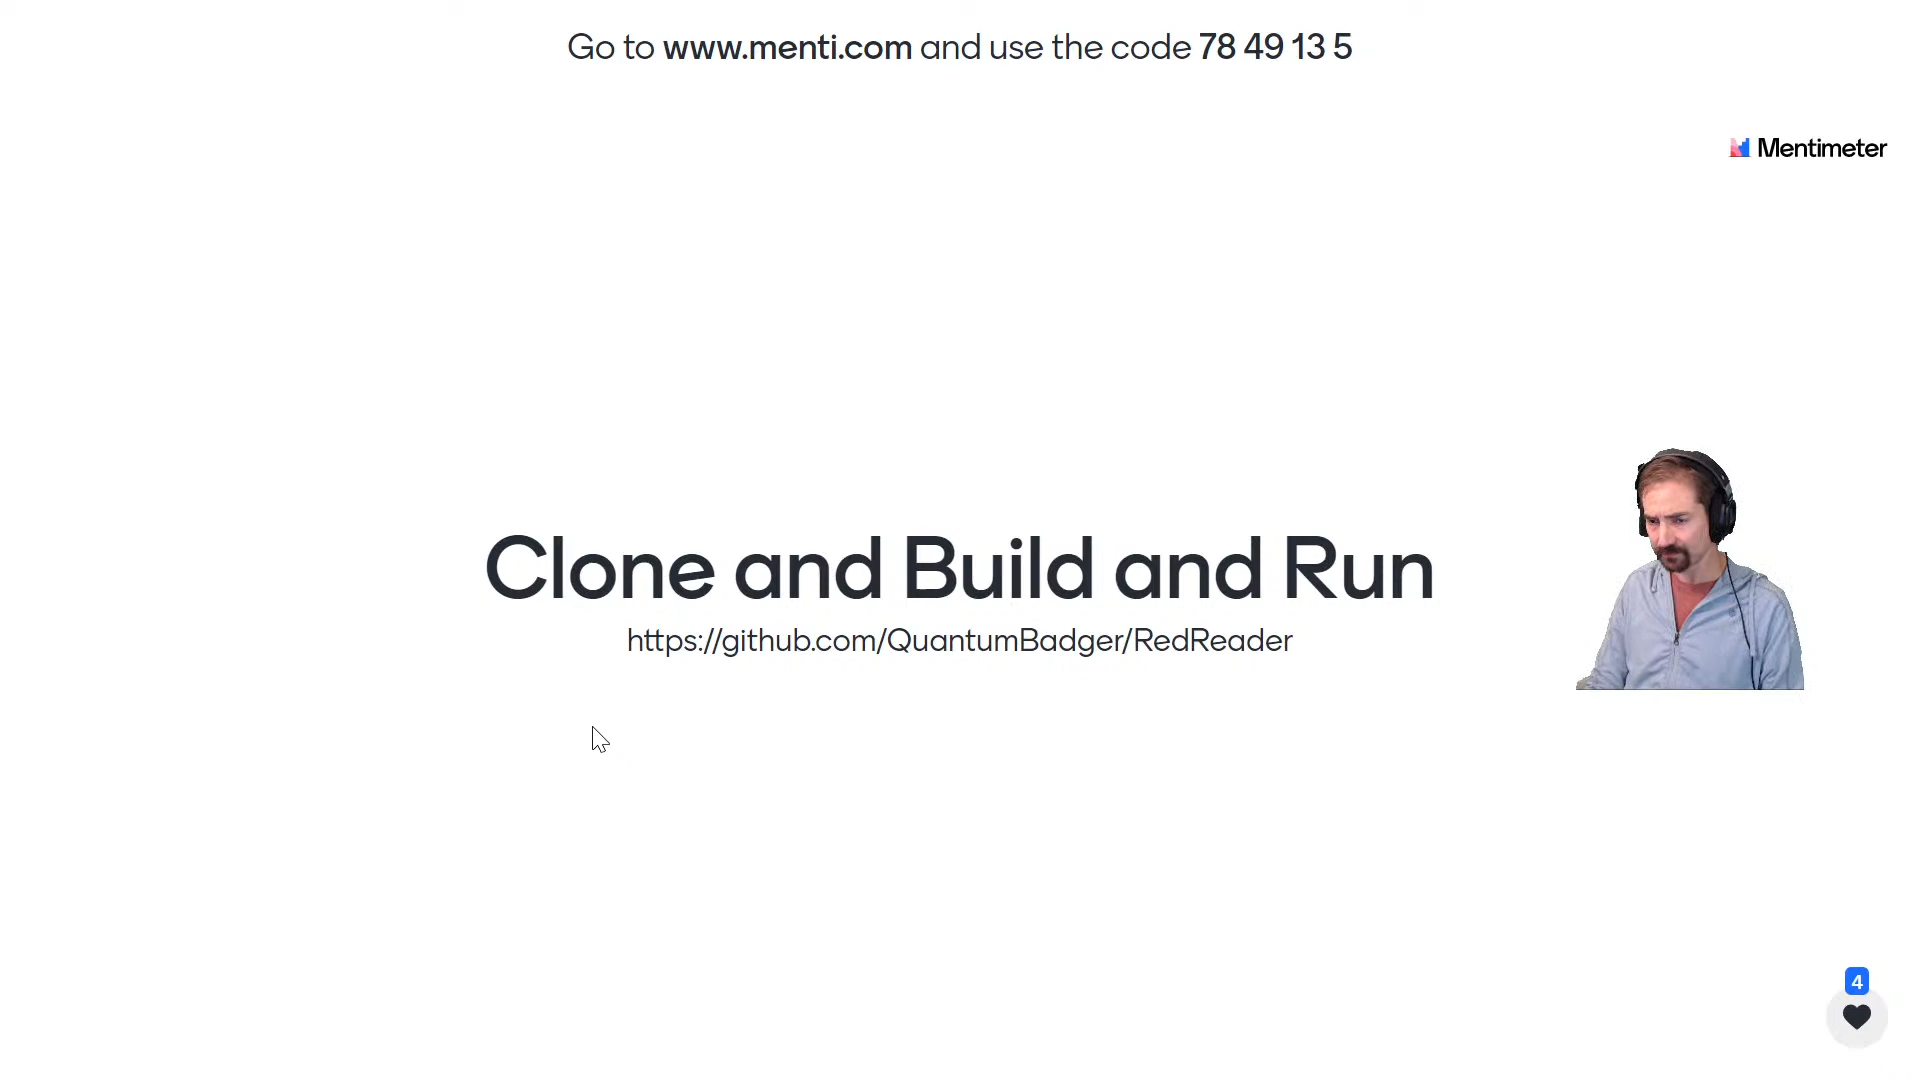 Go to www.menti.com and use the code 78 49 13 5
Mentimeter
Clone and Build and Run
https://github.com/QuantumBadger/RedReader
4